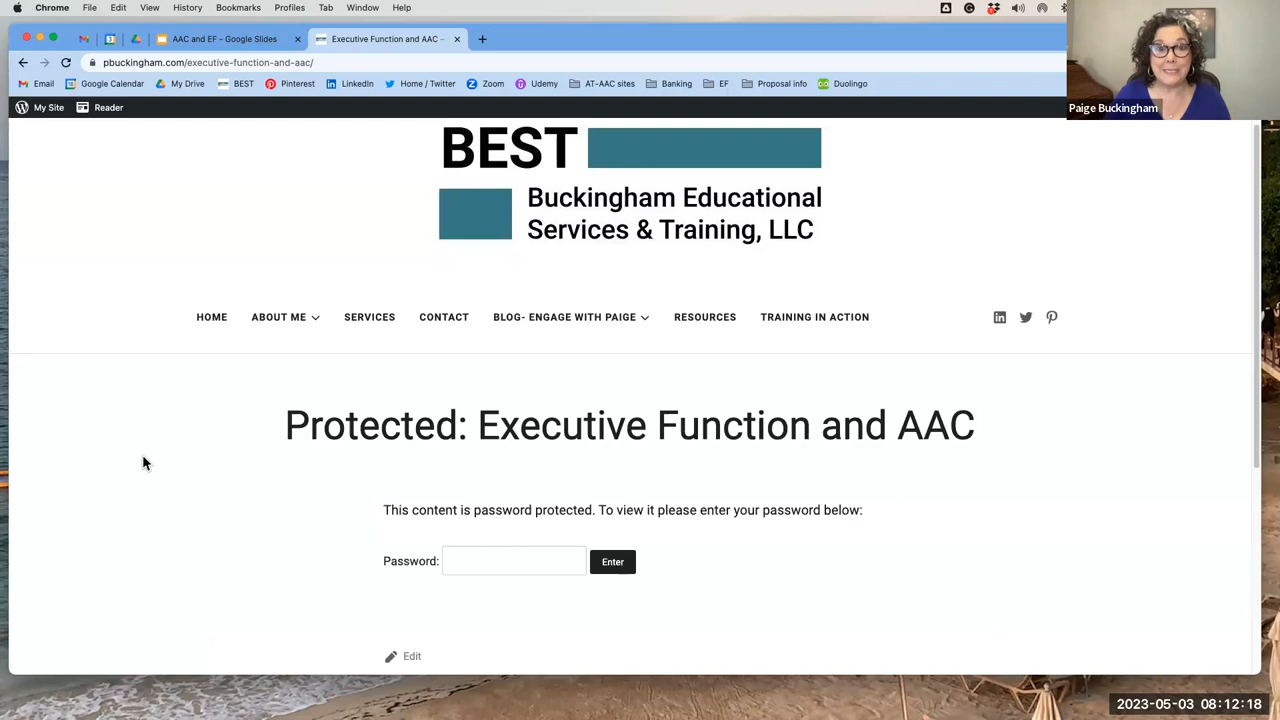 Chrome File Edit View History Bookmarks Profiles Tab Window Help
AAC and EF - Google Slides
Executive Function and AAC –
pbuckingham.com/executive-function-and-aac/
Email Google Calendar My Drive BEST Pinterest LinkedIn Home / Twitter Zoom Udemy AT-AAC sites Banking EF Proposal info Duolingo
Paige Buckingham
My Site Reader
BEST
Buckingham Educational
Services & Training, LLC
HOME ABOUT ME SERVICES CONTACT BLOG- ENGAGE WITH PAIGE RESOURCES TRAINING IN ACTION
Protected: Executive Function and AAC
This content is password protected. To view it please enter your password below:
Password: Enter
Edit
2023-05-03 08:12:18